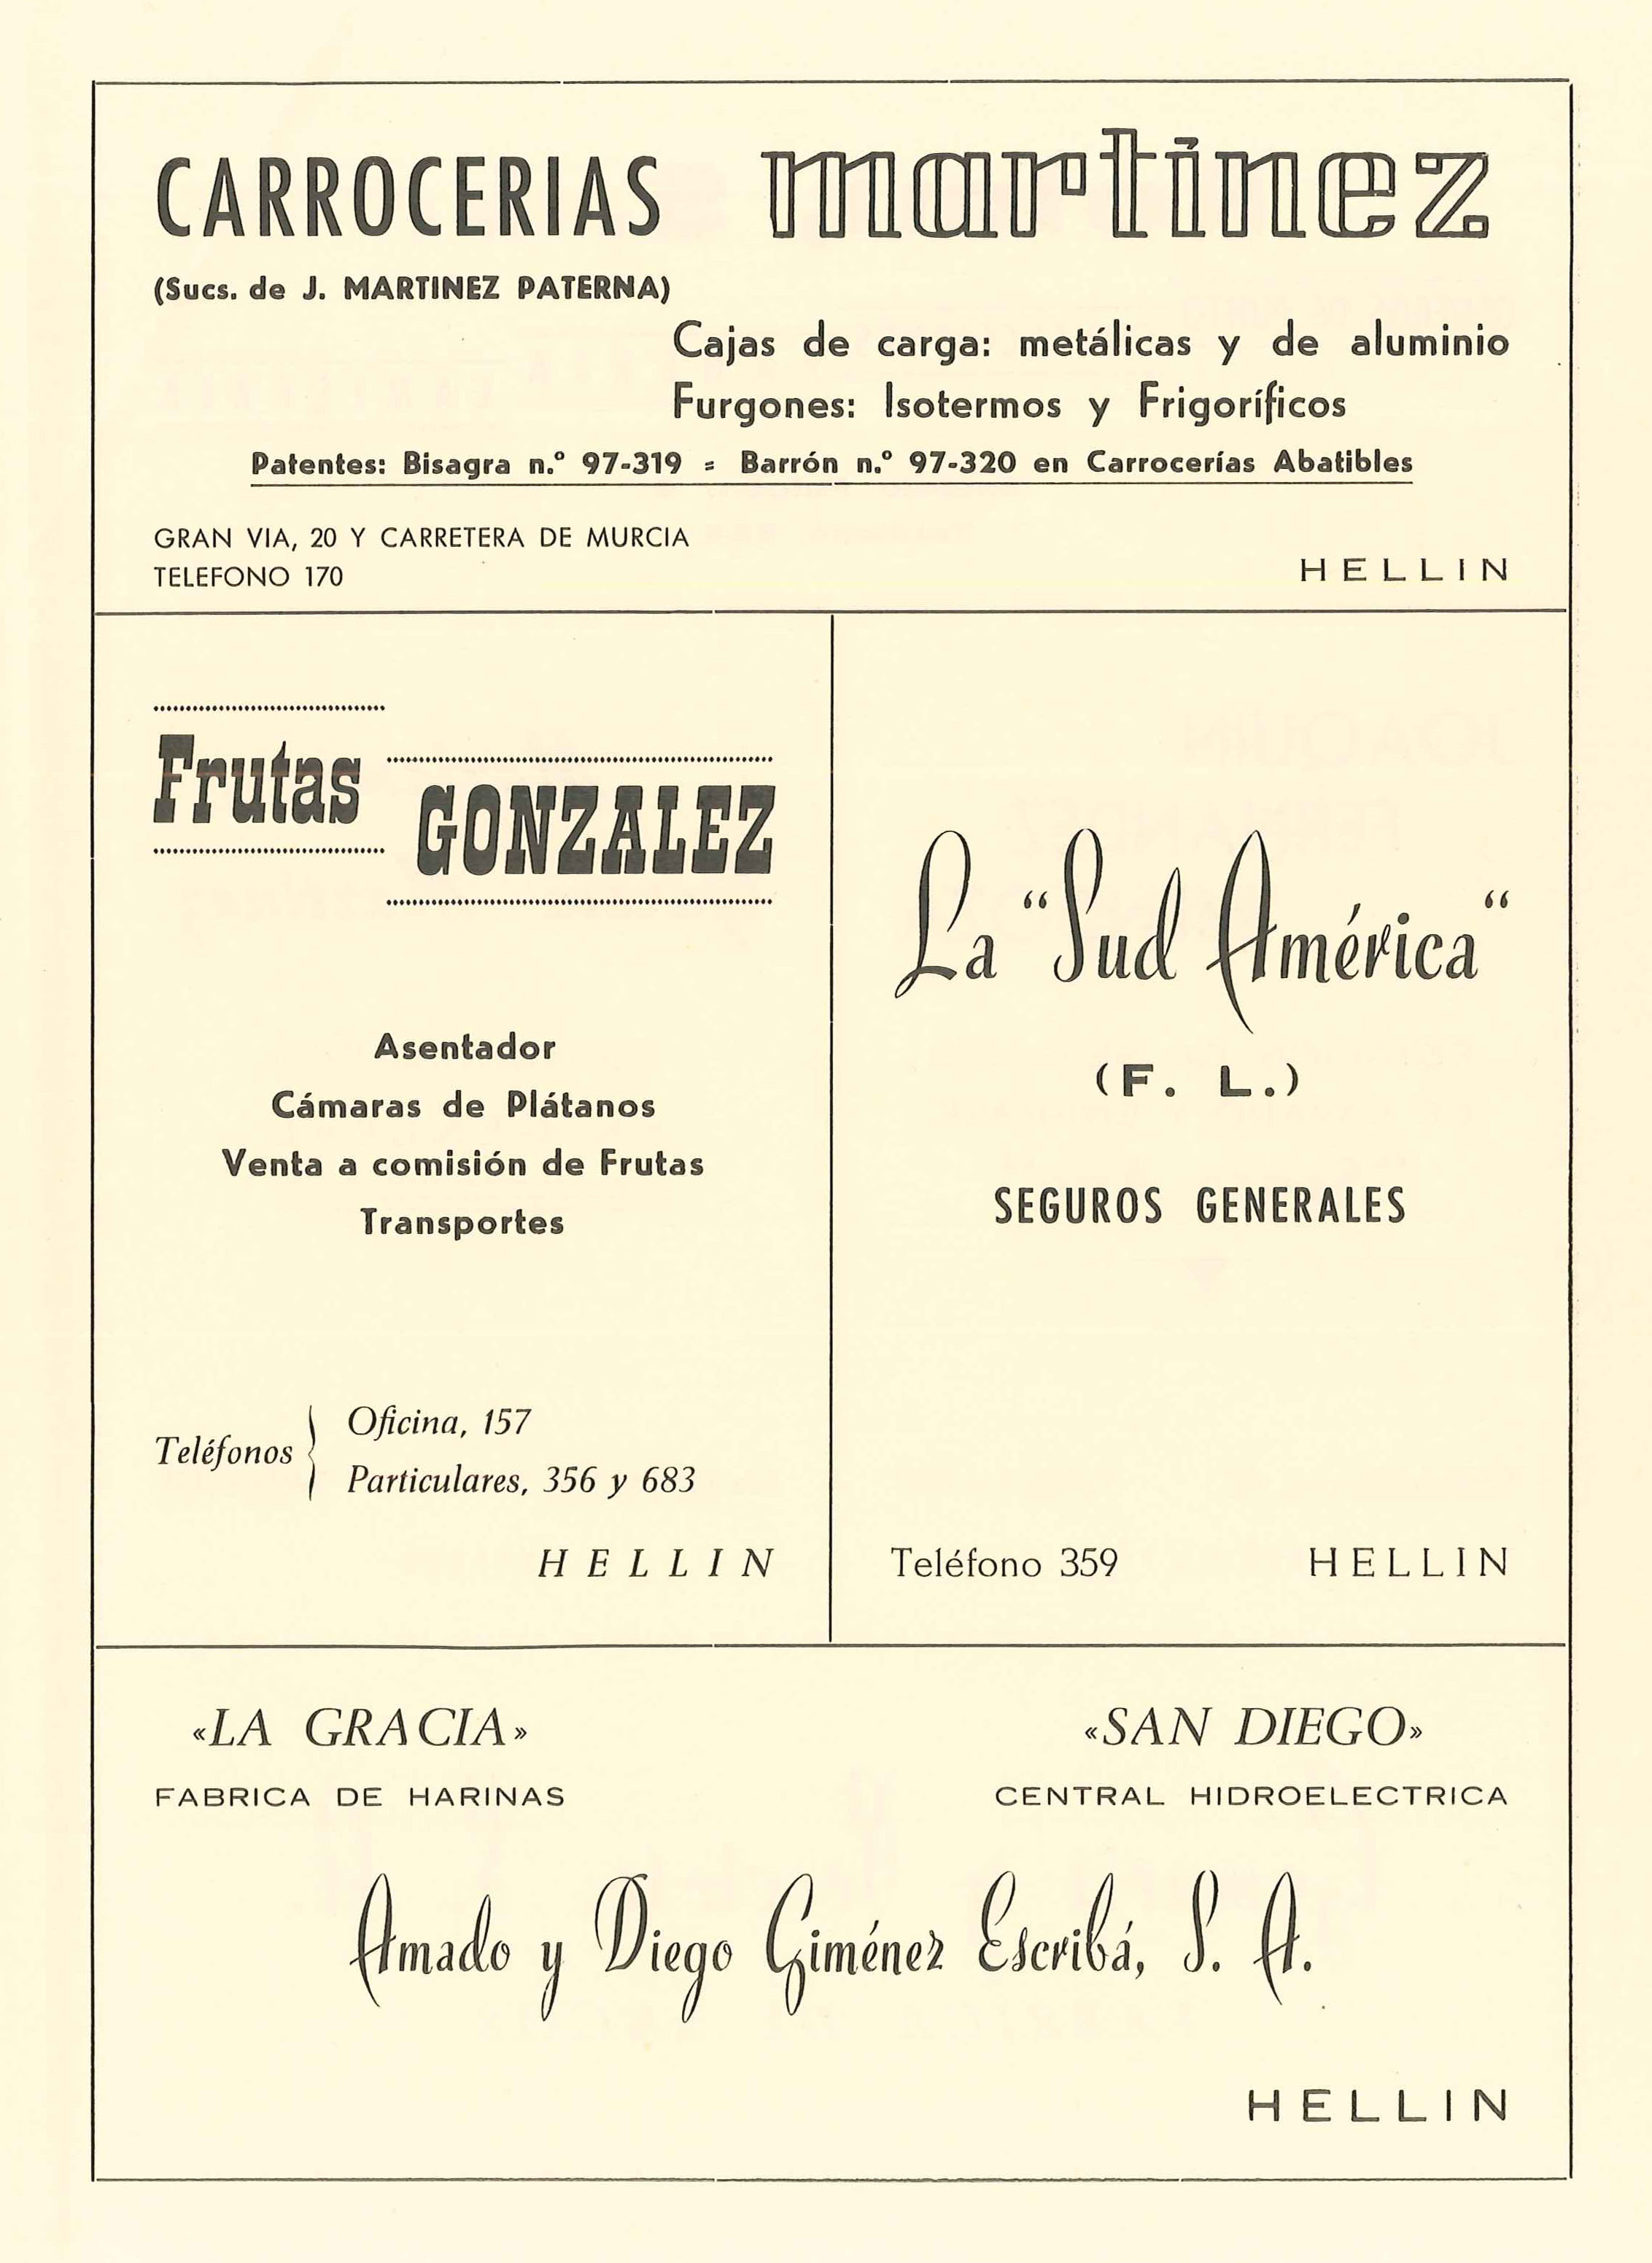 CARROCERIAS martinez
(Sucs. de J. MARTINEZ PATERNA)
Cajas de carga: metálicas y de aluminio
Furgones: Isotermos y Frigoríficos
Patentes: Bisagra n.º 97-319 = Barrón n.º 97-320 en Carrocerías Abatibles
GRAN VIA, 20 Y CARRETERA DE MURCIA
TELEFONO 170
HELLIN
Frutas
GONZALEZ
Asentador
Cámaras de Plátanos
Venta a comisión de Frutas
Transportes
Teléfonos
Oficina, 157
Particulares, 356 y 683
HELLIN
La “Sud América“
(F. L.)
SEGUROS GENERALES
Teléfono 359 HELLIN
«LA GRACIA»
FABRICA DE HARINAS
«SAN DIEGO»
CENTRAL HIDROELECTRICA
Amado y Diego Giménez Escribá, S. A.
HELLIN